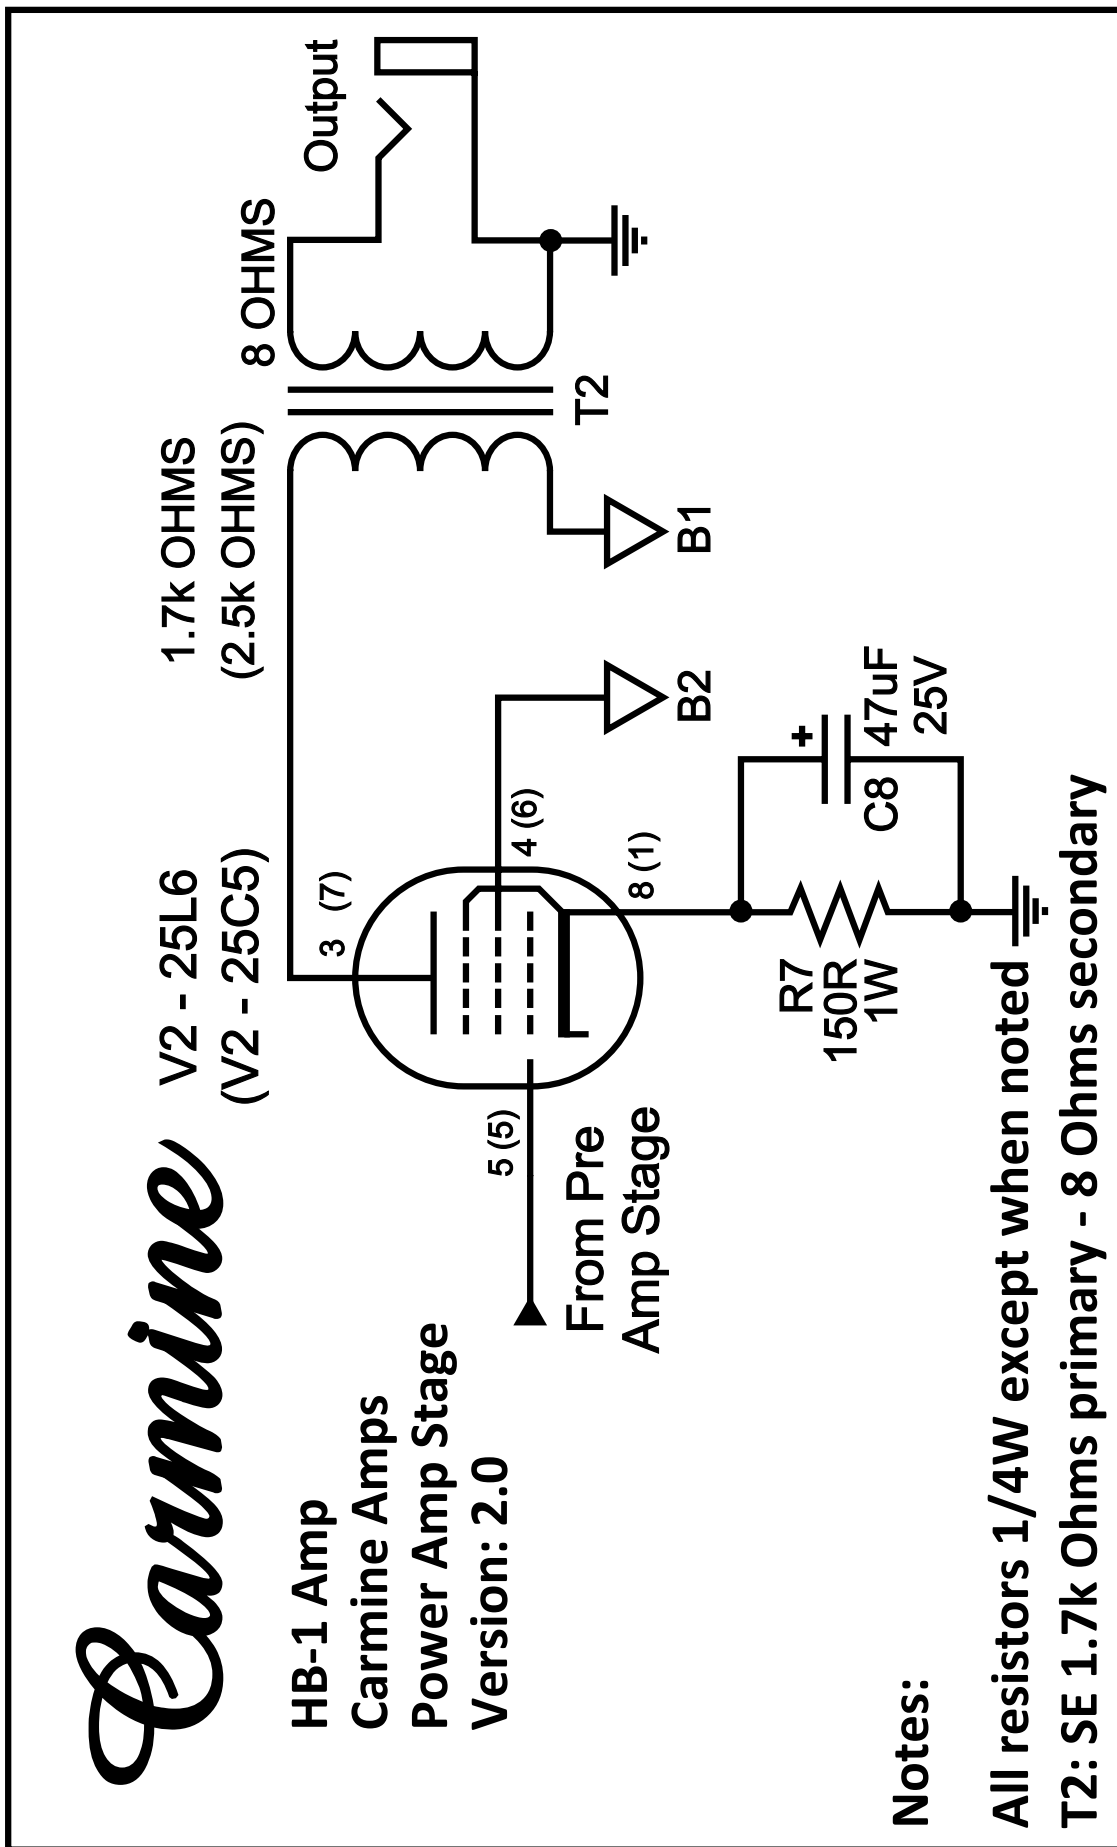 Carmine
HB-1 Amp
Carmine Amps
Power Amp Stage
Version: 2.0
V2 - 25L6
(V2 - 25C5)
1.7k OHMS
(2.5k OHMS)
8 OHMS
Output
3 (7)
5 (5)
4 (6)
8 (1)
From Pre
Amp Stage
T2
B2
B1
R7
150R
1W
+
C8 47uF
25V
Notes:
All resistors 1/4W except when noted
T2: SE 1.7k Ohms primary - 8 Ohms secondary